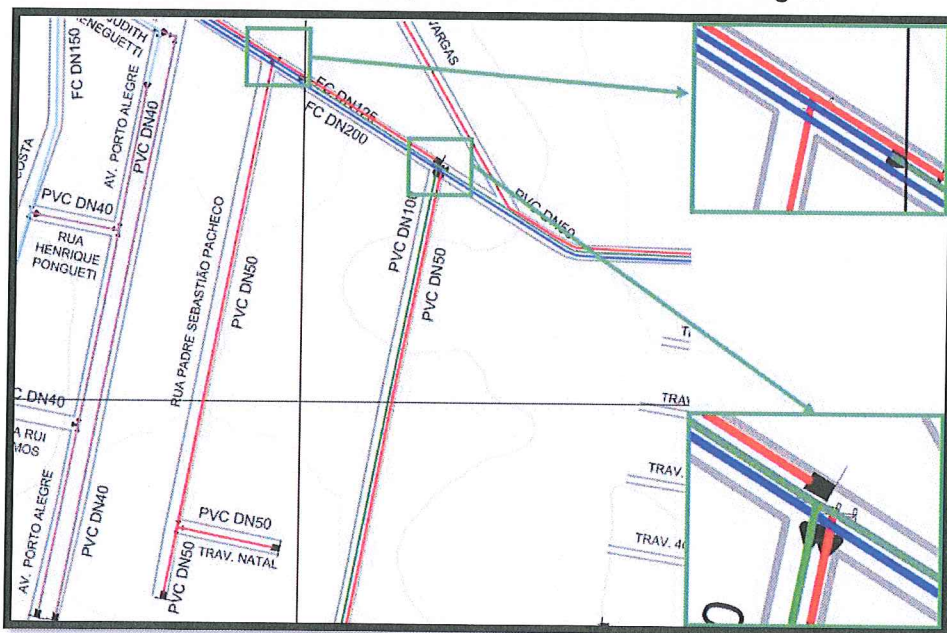 JUDITH
MENEGUETTI
FC DN150
COSTA
AV. PORTO ALEGRE
PVC DN40
PVC DN40
RUA
HENRIQUE
PONGUETI
VARGAS
FC DN125
FC DN200
RUA PADRE SEBASTIÃO PACHECO
PVC DN50
PVC DN100
PVC DN50
PVC DN50
C DN40
A RUI
MOS
AV. PORTO ALEGRE
PVC DN40
PVC DN50
TRAV. NATAL
PVC DN50
TRAV.
TRAV. 4